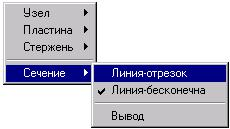 Узел
Пластина
Стержень
Сечение
Линия-отрезок
Линия-бесконечна
Вывод